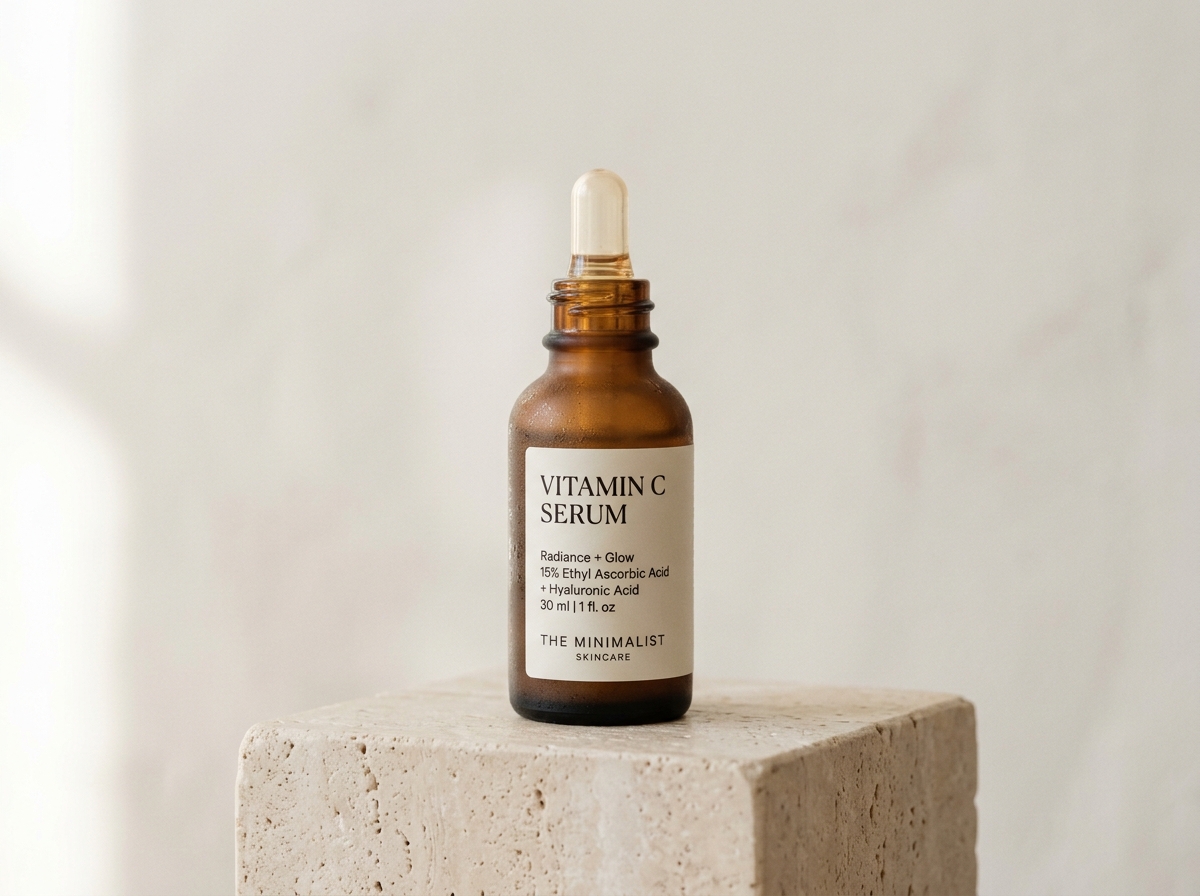 VITAMIN C
SERUM
Radiance + Glow
15% Ethyl Ascorbic Acid
+ Hyaluronic Acid
30 ml | 1 fl. oz
THE MINIMALIST
SKINCARE